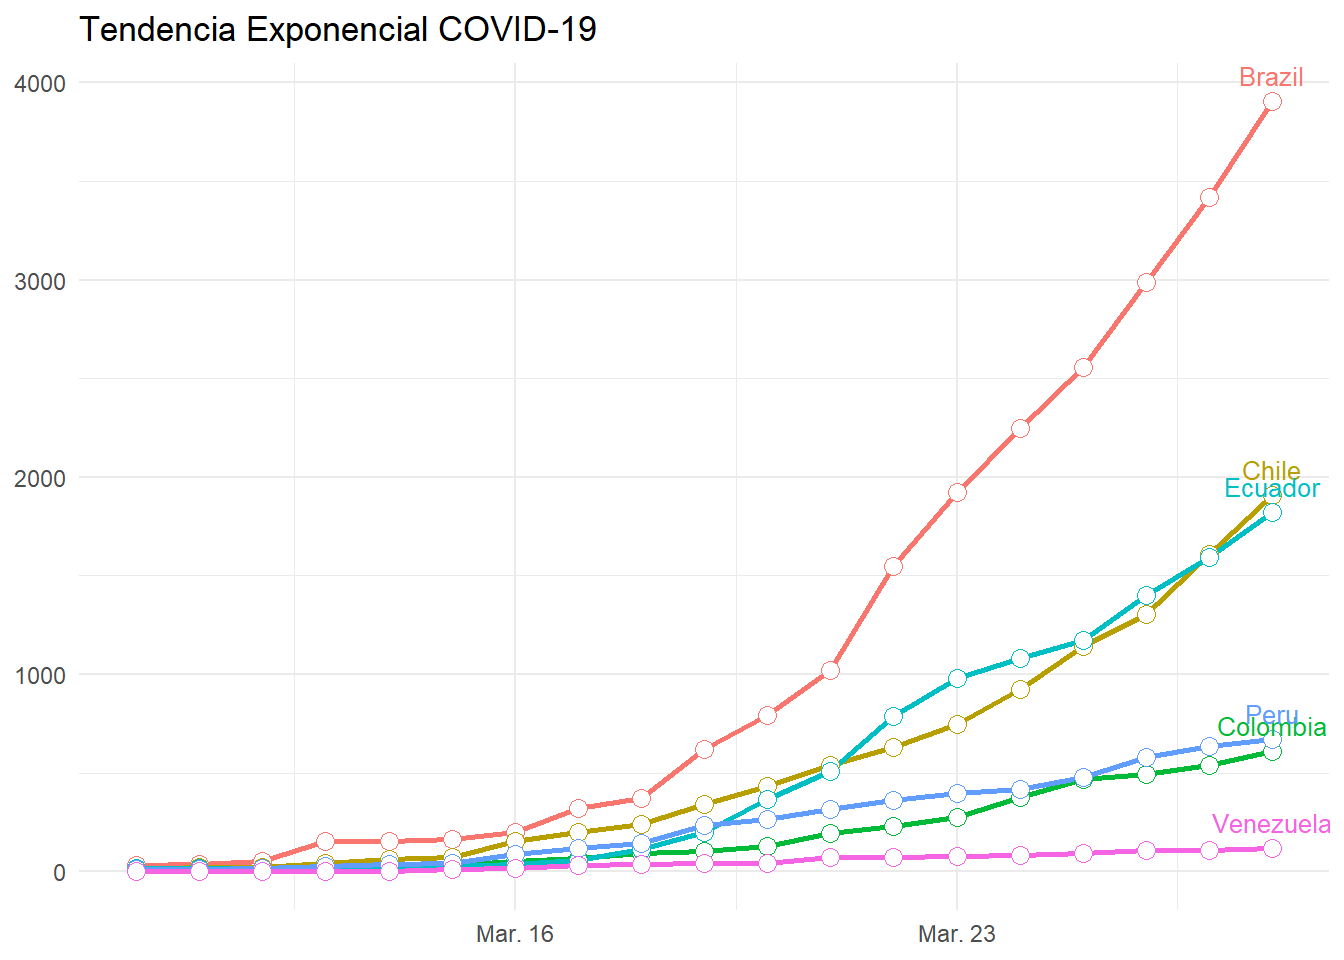 Tendencia Exponencial COVID-19
4000
Brazil
3000
2000
Chile
Ecuador
1000
Peru
Colombia
Venezuela
0
Mar. 16
Mar. 23